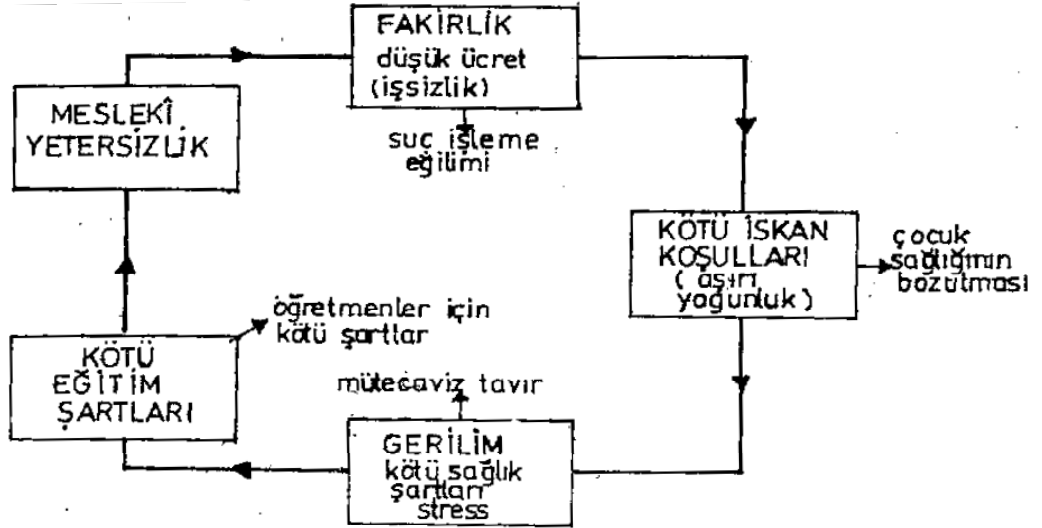 FAKİRLİK
düşük ücret
(işsizlik)
suç işleme
eğilimi
MESLEKÎ
YETERSİZLİK
KÖTÜ İSKAN
KOŞULLARI
(aşırı
yoğunluk)
çocuk
sağlığının
bozulması
öğretmenler için
kötü şartlar
KÖTÜ
EĞİTİM
ŞARTLARI
mütecaviz tavır
GERİLİM
kötü sağlık
şartları
stress